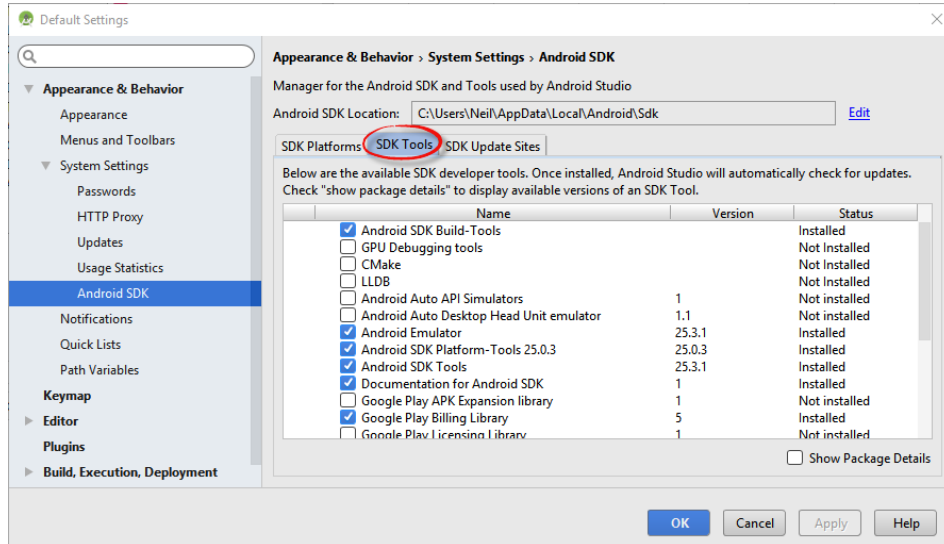 Default Settings
Appearance & Behavior
Appearance
Menus and Toolbars
System Settings
Passwords
HTTP Proxy
Updates
Usage Statistics
Android SDK
Notifications
Quick Lists
Path Variables
Keymap
Editor
Plugins
Build, Execution, Deployment
Appearance & Behavior › System Settings › Android SDK
Manager for the Android SDK and Tools used by Android Studio
Android SDK Location: C:\Users\Neil\AppData\Local\Android\Sdk Edit
SDK Platforms SDK Tools SDK Update Sites
Below are the available SDK developer tools. Once installed, Android Studio will automatically check for updates.
Check "show package details" to display available versions of an SDK Tool.
Name Version Status
Android SDK Build-Tools Installed
GPU Debugging tools Not Installed
CMake Not Installed
LLDB Not Installed
Android Auto API Simulators 1 Not installed
Android Auto Desktop Head Unit emulator 1.1 Not installed
Android Emulator 25.3.1 Installed
Android SDK Platform-Tools 25.0.3 25.0.3 Installed
Android SDK Tools 25.3.1 Installed
Documentation for Android SDK 1 Installed
Google Play APK Expansion library 1 Not installed
Google Play Billing Library 5 Installed
Google Play Licensing Library 1 Not installed
Show Package Details
OK Cancel Apply Help